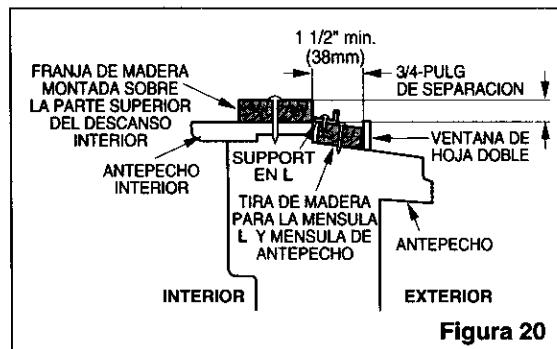 1 1/2" min.
(38mm)
FRANJA DE MADERA
MONTADA SOBRE
LA PARTE SUPERIOR
DEL DESCANSO
INTERIOR
3/4-PULG
DE SEPARACION
ANTEPECHO
INTERIOR
SUPPORT
EN L
VENTANA DE
HOJA DOBLE
TIRA DE MADERA
PARA LA MENSULA
L Y MENSULA DE
ANTEPECHO
ANTEPECHO
INTERIOR
EXTERIOR
Figura 20